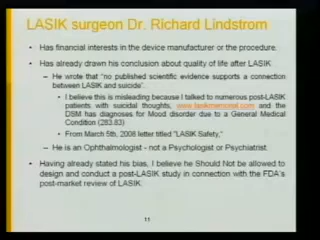 LASIK surgeon Dr. Richard Lindstrom
• Has financial interests in the device manufacturer or the procedure.
• Has already drawn his conclusion about quality of life after LASIK
– He wrote that "no published scientific evidence supports a connection
between LASIK and suicide".
• I believe this is misleading because I talked to numerous post-LASIK
patients with suicidal thoughts, www.lasikmemorial.com and the
DSM has diagnoses for Mood disorder due to a General Medical
Condition (283.83)
• From March 5th, 2008 letter titled "LASIK Safety,"
– He is an Ophthalmologist - not a Psychologist or Psychiatrist.
• Having already stated his bias, I believe he Should Not be allowed to
design and conduct a post-LASIK study in connection with the FDA's
post-market review of LASIK.
11